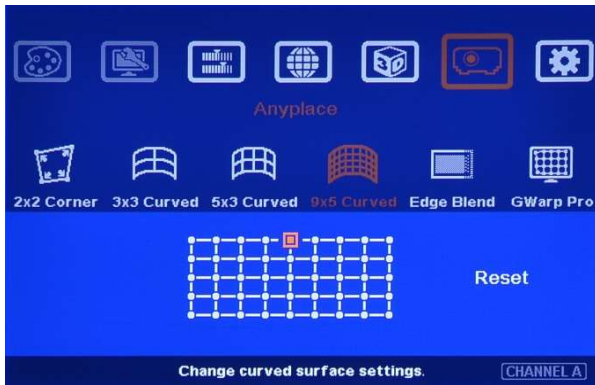 3D
Anyplace
2x2 Corner 3x3 Curved 5x3 Curved 9x5 Curved Edge Blend GWarp Pro
Reset
Change curved surface settings. CHANNEL A